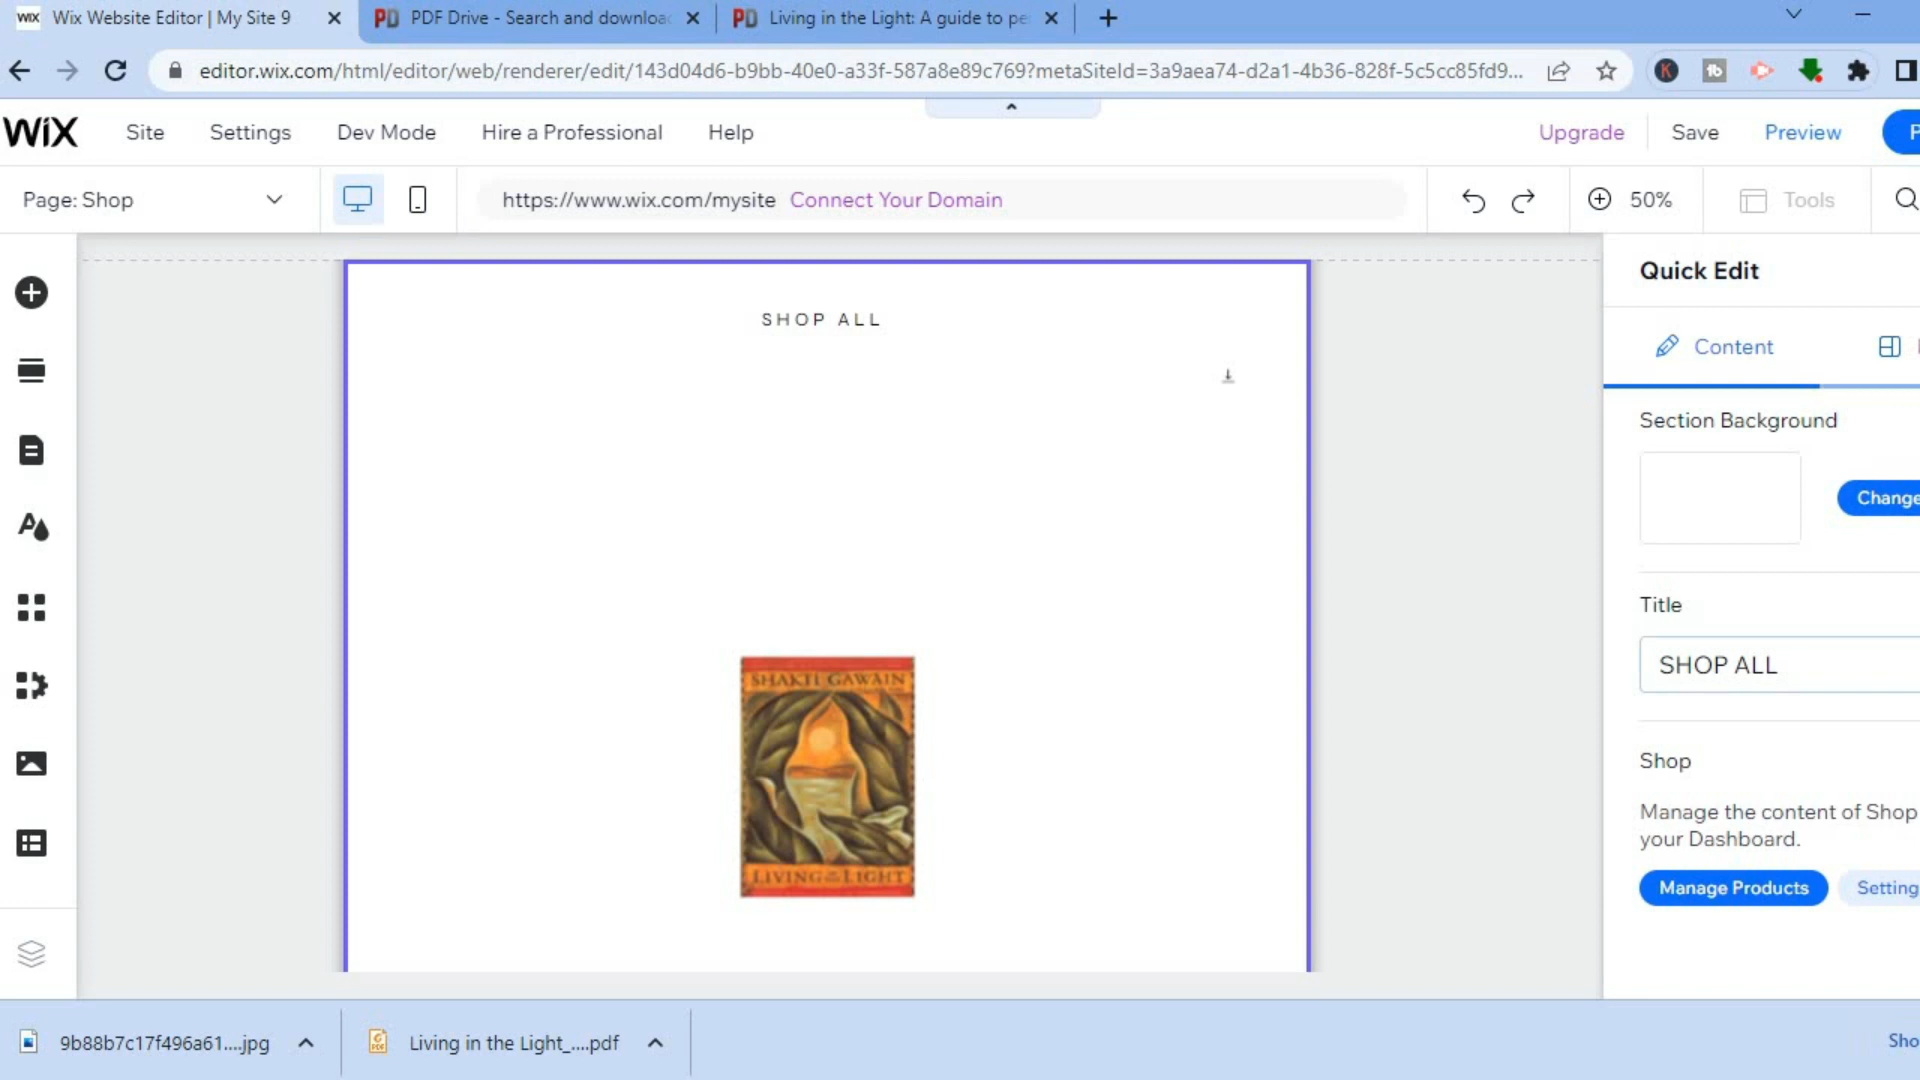 WiX Wix Website Editor | My Site 9
PD PDF Drive - Search and downloa
PD Living in the Light: A guide to pe
editor.wix.com/html/editor/web/renderer/edit/143d04d6-b9bb-40e0-a33f-587a8e89c769?metaSiteId=3a9aea74-d2a1-4b36-828f-5c5cc85fd9...
K
tb
WiX
Site
Settings
Dev Mode
Hire a Professional
Help
Upgrade
Save
Preview
P
Page: Shop
https://www.wix.com/mysite Connect Your Domain
50%
Tools
Quick Edit
SHOP ALL
Content
Section Background
Change
Title
SHOP ALL
SHAKTI GAWAIN
LIVING IN THE LIGHT
Shop
Manage the content of Shop
your Dashboard.
Manage Products
Setting
9b88b7c17f496a61....jpg
Living in the Light_....pdf
Sho